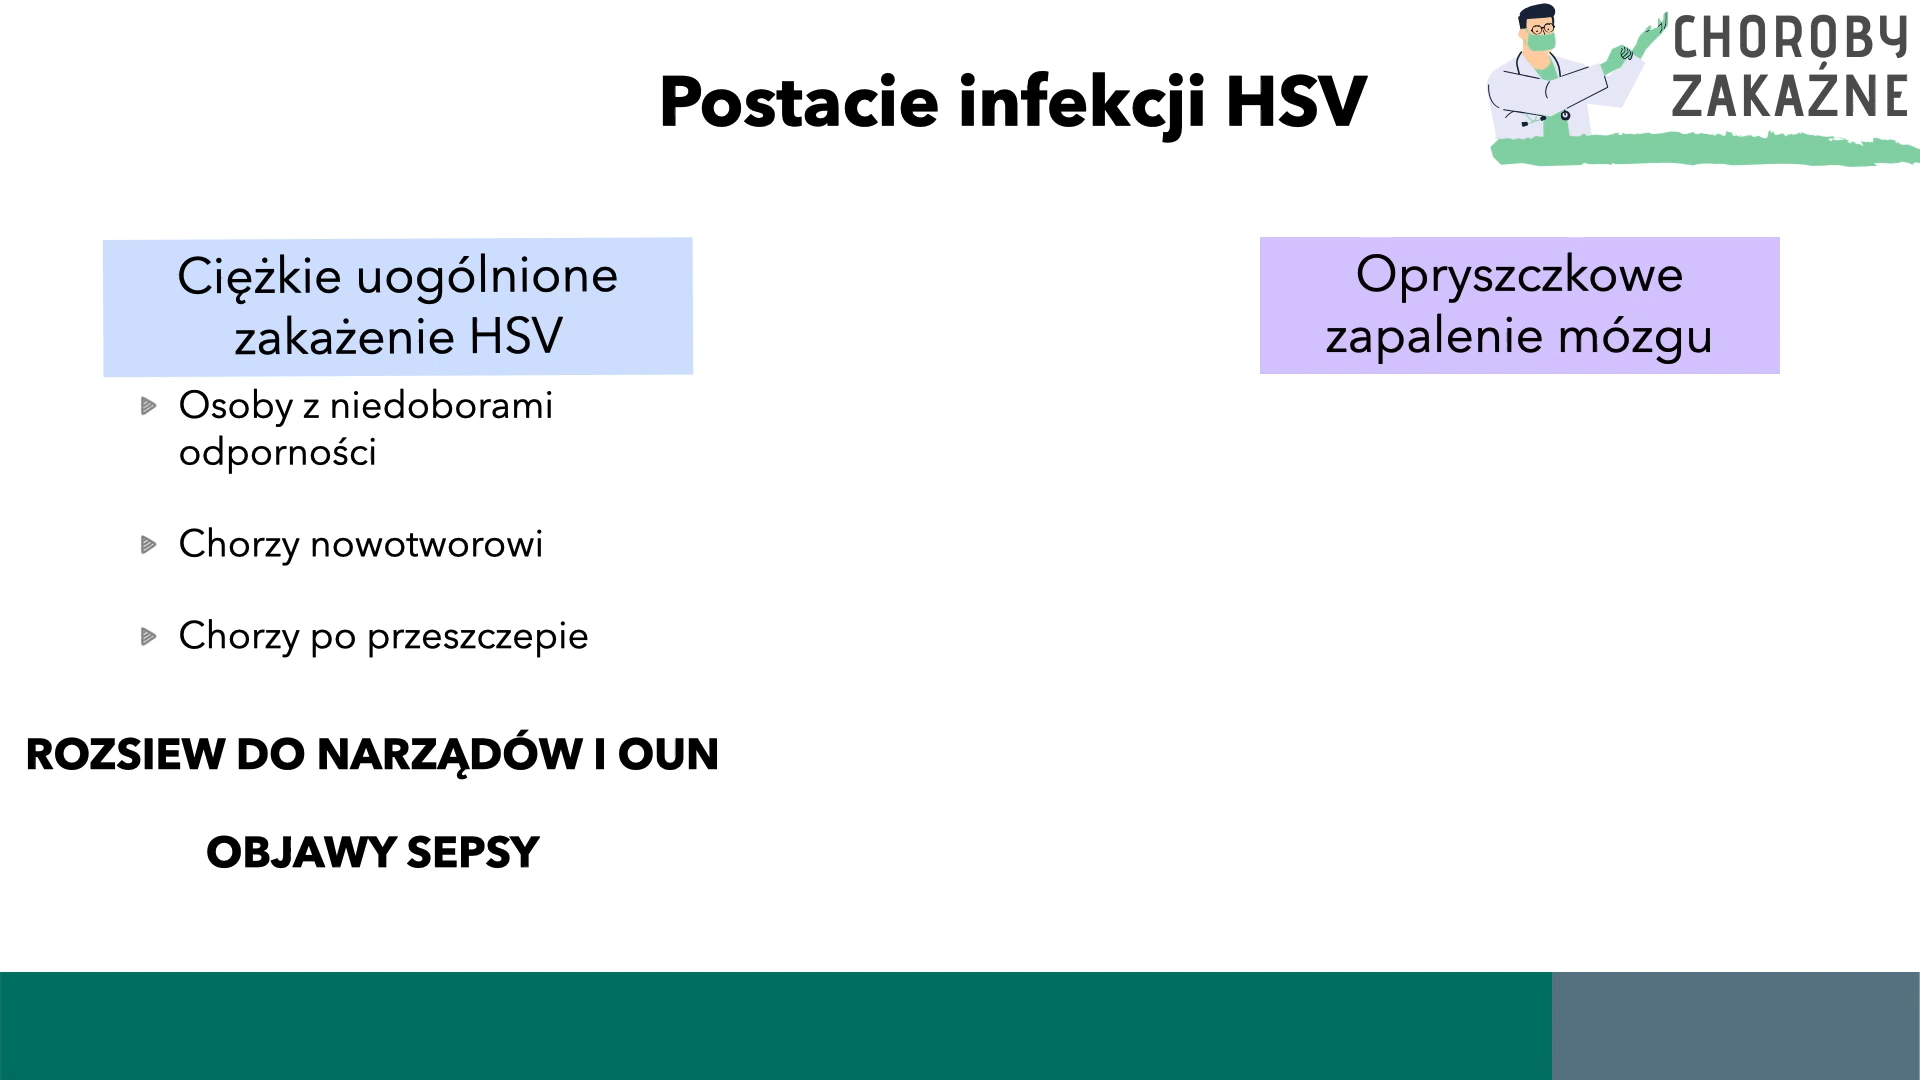 CHOROBY
ZAKAŹNE
Postacie infekcji HSV
Ciężkie uogólnione
zakażenie HSV
Osoby z niedoborami
odporności
Chorzy nowotworowi
Chorzy po przeszczepie
ROZSIEW DO NARZĄDÓW I OUN
OBJAWY SEPSY
Opryszczkowe
zapalenie mózgu